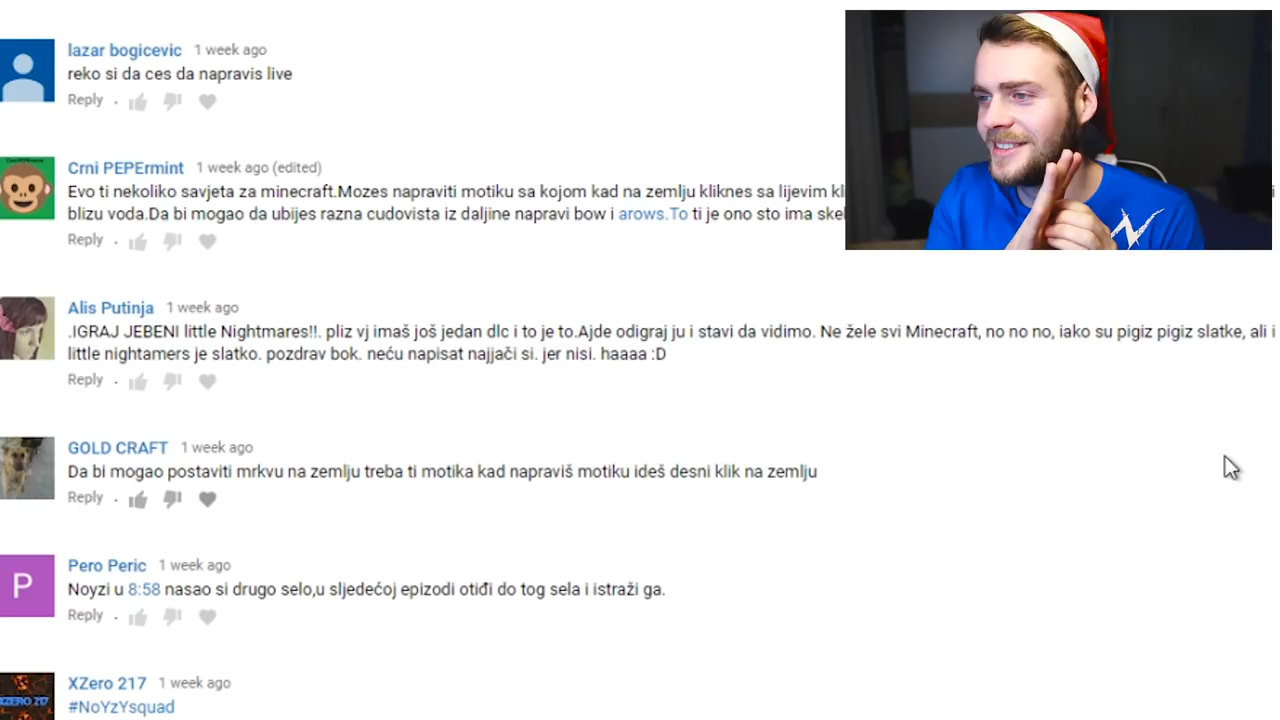 lazar bogicevic 1 week ago
reko si da ces da napravis live
Reply
Crni PEPErmint 1 week ago (edited)
Evo ti nekoliko savjeta za minecraft.Mozes napraviti motiku sa kojom kad na zemlju kliknes sa lijevim
blizu voda.Da bi mogao da ubijes razna cudovista iz daljine napravi bow i arows.To ti je ono sto ima
Reply
Alis Putinja 1 week ago
.IGRAJ JEBENI little Nightmares!!. pliz vj imaš još jedan dlc i to je to.Ajde odigraj ju i stavi da vidimo. Ne žele svi Minecraft, no no no, iako su pigiz pigiz slatke, ali i
little nightamers je slatko. pozdrav bok. neću napisat najjači si. jer nisi. haaaa :D
Reply
GOLD CRAFT 1 week ago
Da bi mogao postaviti mrkvu na zemlju treba ti motika kad napraviš motiku ideš desni klik na zemlju
Reply
P
Pero Peric 1 week ago
Noyzi u 8:58 nasao si drugo selo,u sljedećoj epizodi otiđi do tog sela i istraži ga.
Reply
XZERO 217
XZero 217 1 week ago
#NoYzYsquad